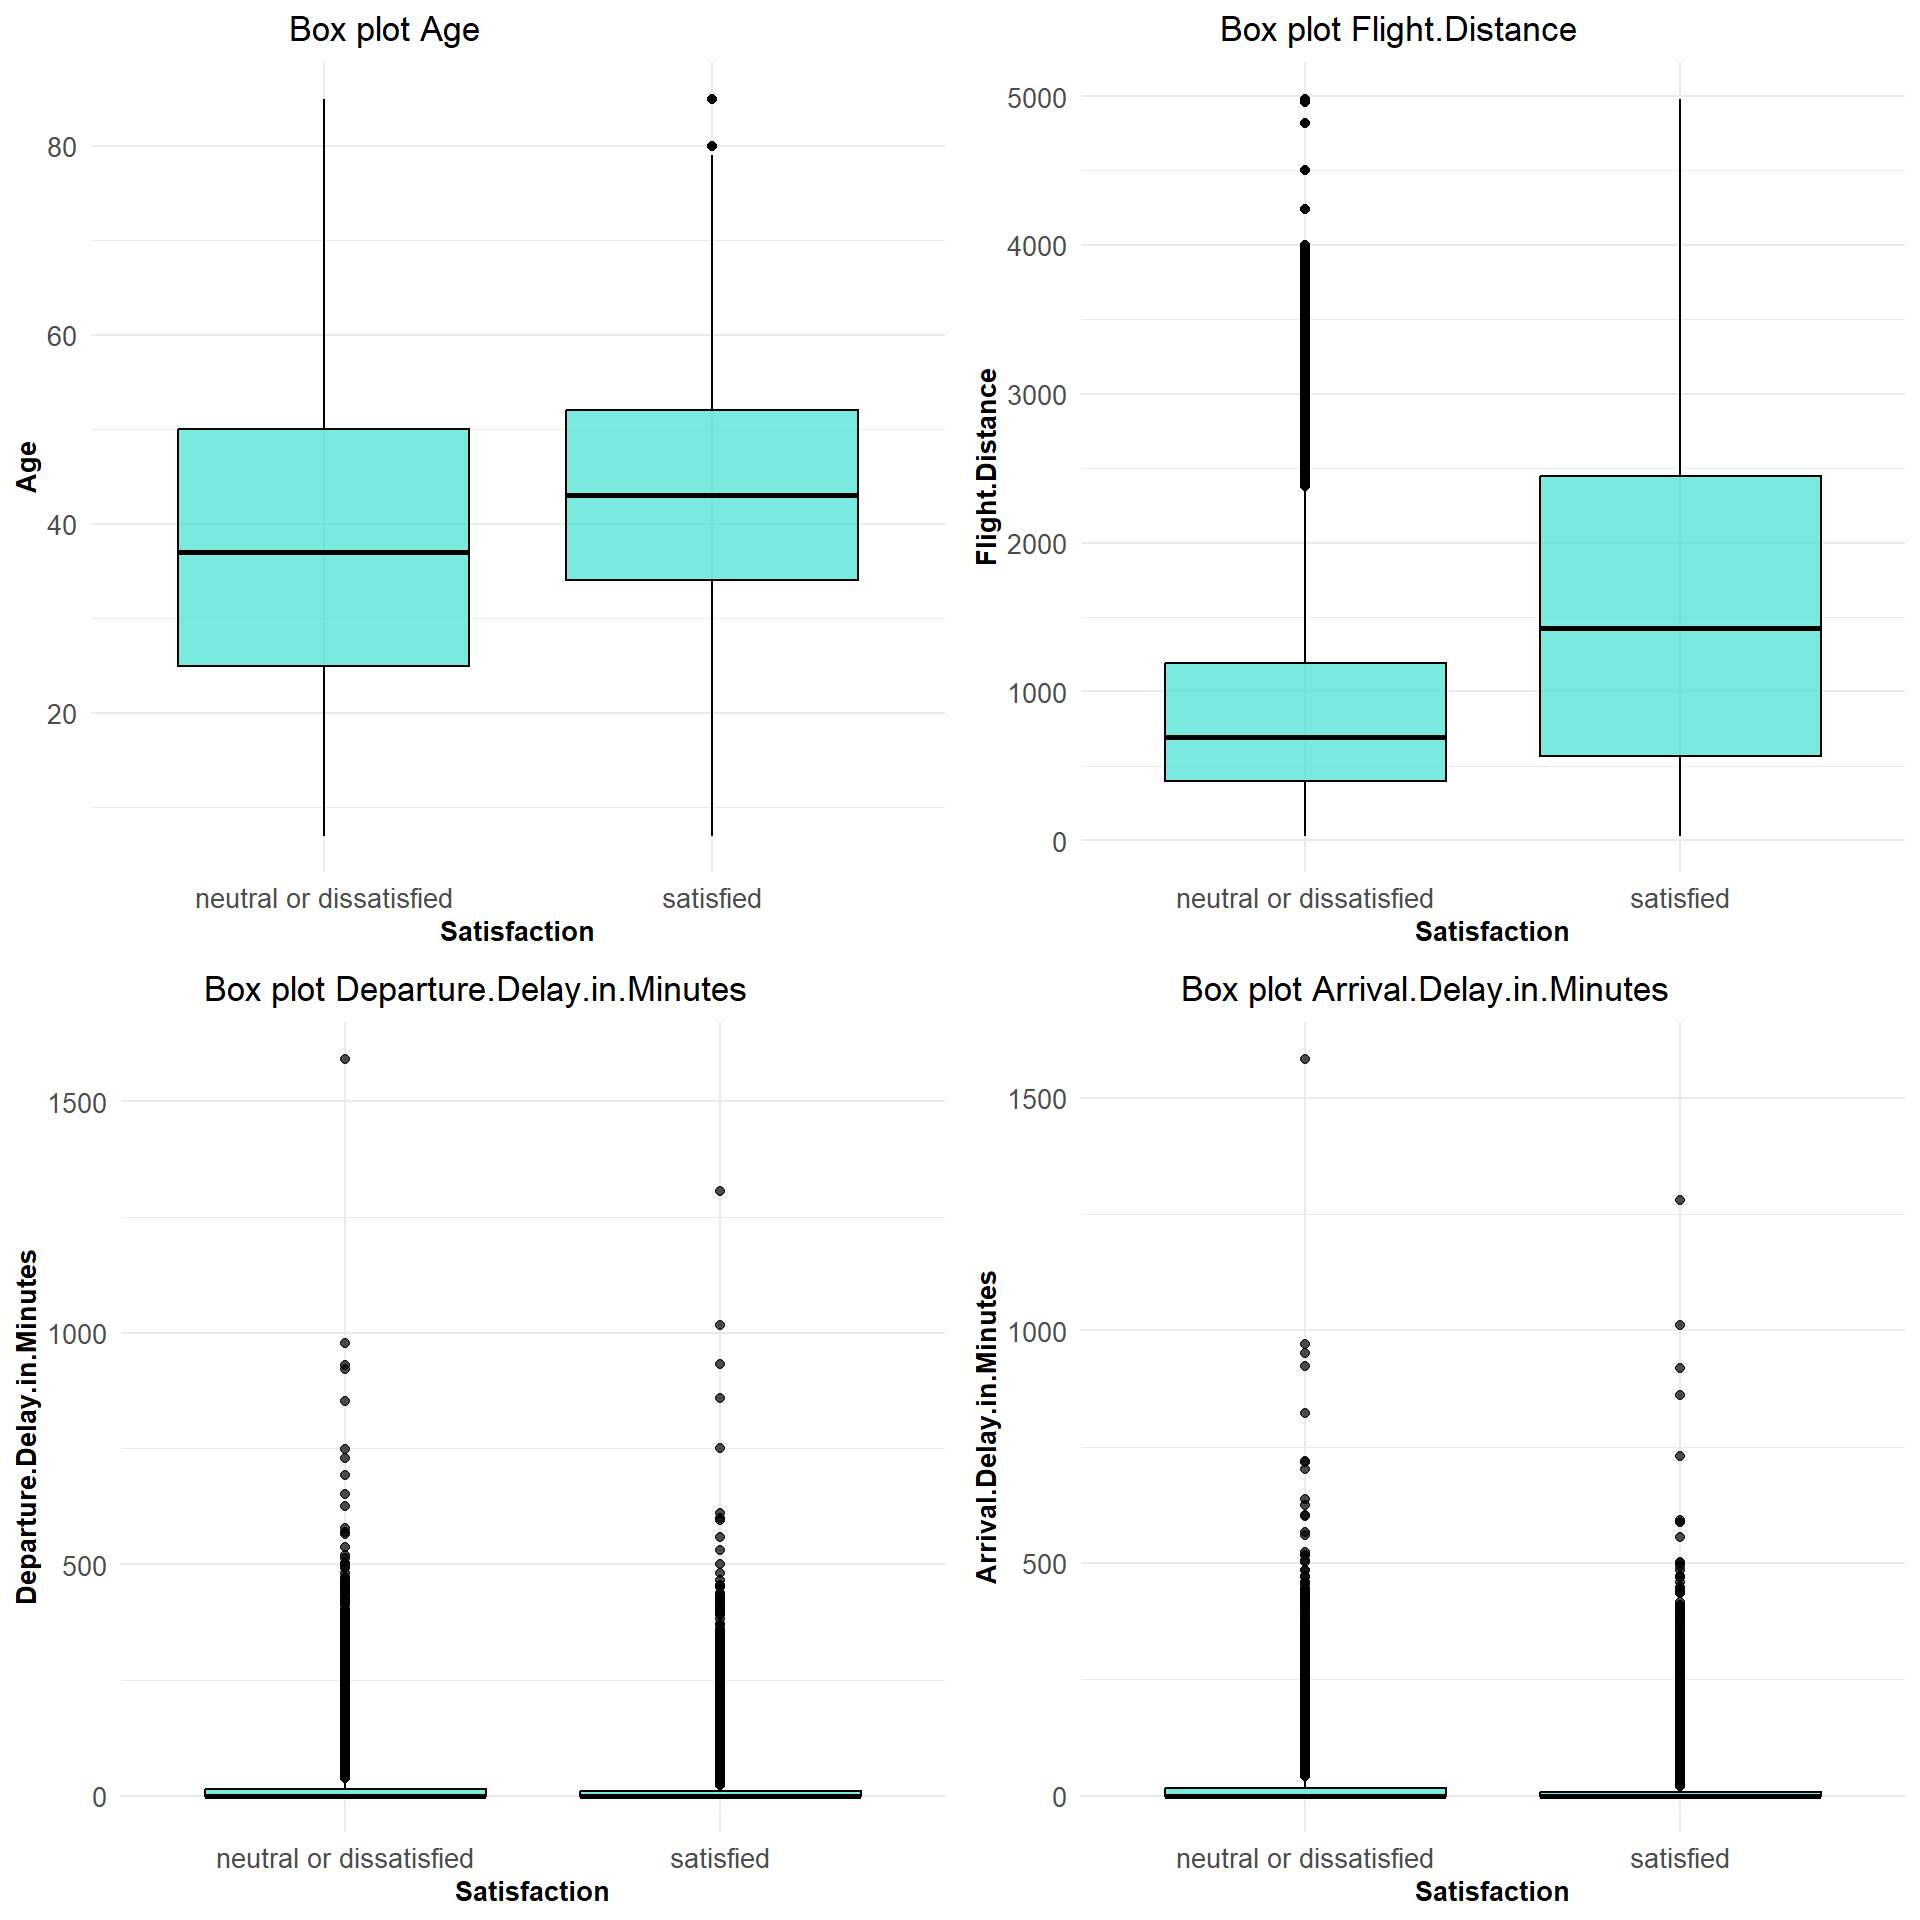 Box plot Age
80
60
40
20
Age
neutral or dissatisfied
satisfied
Satisfaction
Box plot Flight.Distance
5000
4000
3000
2000
1000
0
Flight.Distance
neutral or dissatisfied
satisfied
Satisfaction
Box plot Departure.Delay.in.Minutes
1500
1000
500
0
Departure.Delay.in.Minutes
neutral or dissatisfied
satisfied
Satisfaction
Box plot Arrival.Delay.in.Minutes
1500
1000
500
0
Arrival.Delay.in.Minutes
neutral or dissatisfied
satisfied
Satisfaction